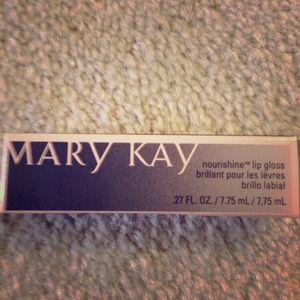 MARY KAY
nourishine™ lip gloss
brillant pour les lèvres
brillo labial
.27 FL. OZ. / 7.75 mL / 7,75 mL